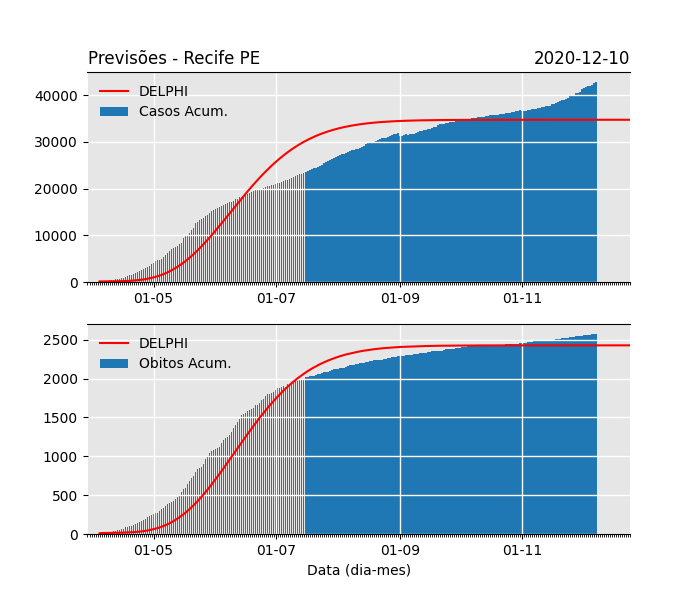 Previsões - Recife PE 2020-12-10
DELPHI
Casos Acum.
40000
30000
20000
10000
0
01-05 01-07 01-09 01-11
DELPHI
Obitos Acum.
2500
2000
1500
1000
500
0
01-05 01-07 01-09 01-11
Data (dia-mes)